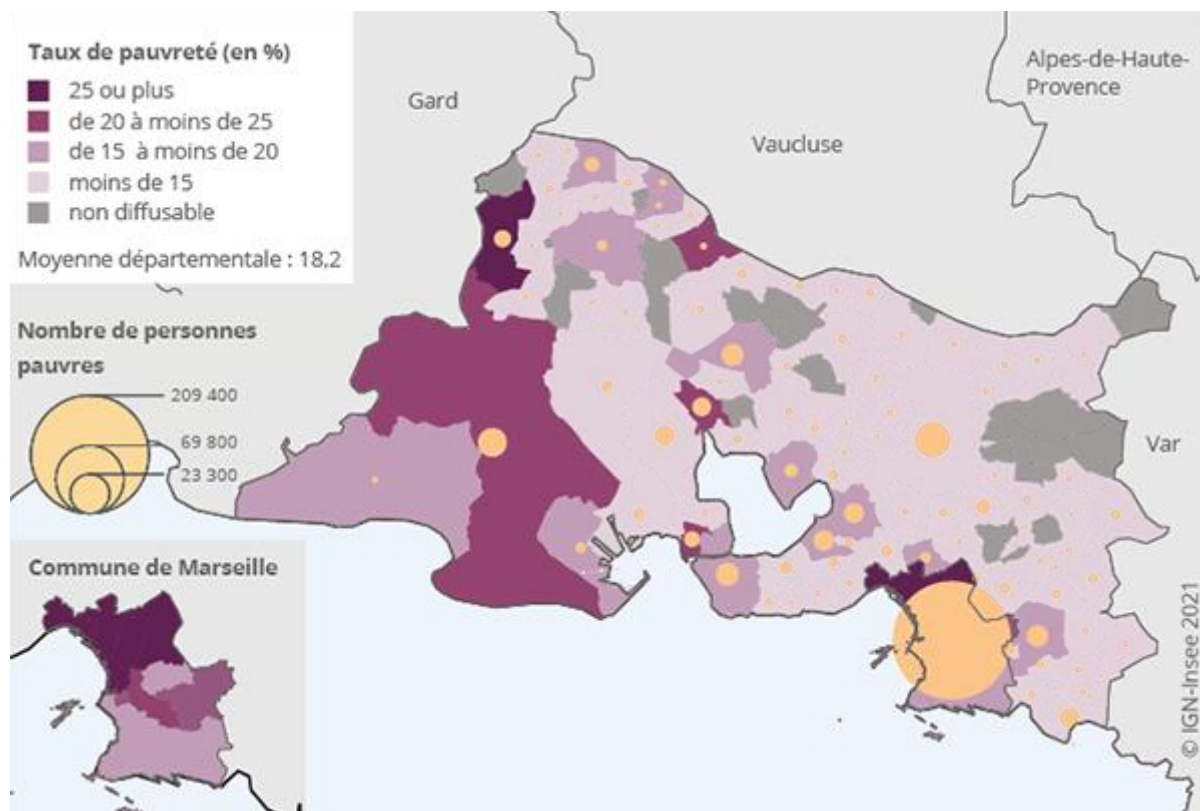 Taux de pauvreté (en %)
25 ou plus
de 20 à moins de 25
de 15 à moins de 20
moins de 15
non diffusable
Moyenne départementale : 18,2
Nombre de personnes
pauvres
209 400
69 800
23 300
Commune de Marseille
Gard
Vaucluse
Alpes-de-Haute-
Provence
Var
© IGN-Insee 2021